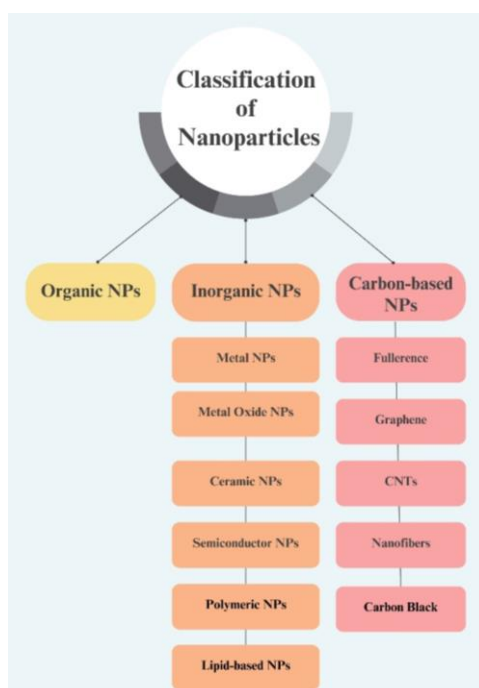 Classification
of
Nanoparticles
Organic NPs
Inorganic NPs
Metal NPs
Metal Oxide NPs
Ceramic NPs
Semiconductor NPs
Polymeric NPs
Lipid-based NPs
Carbon-based
NPs
Fullerence
Graphene
CNTs
Nanofibers
Carbon Black